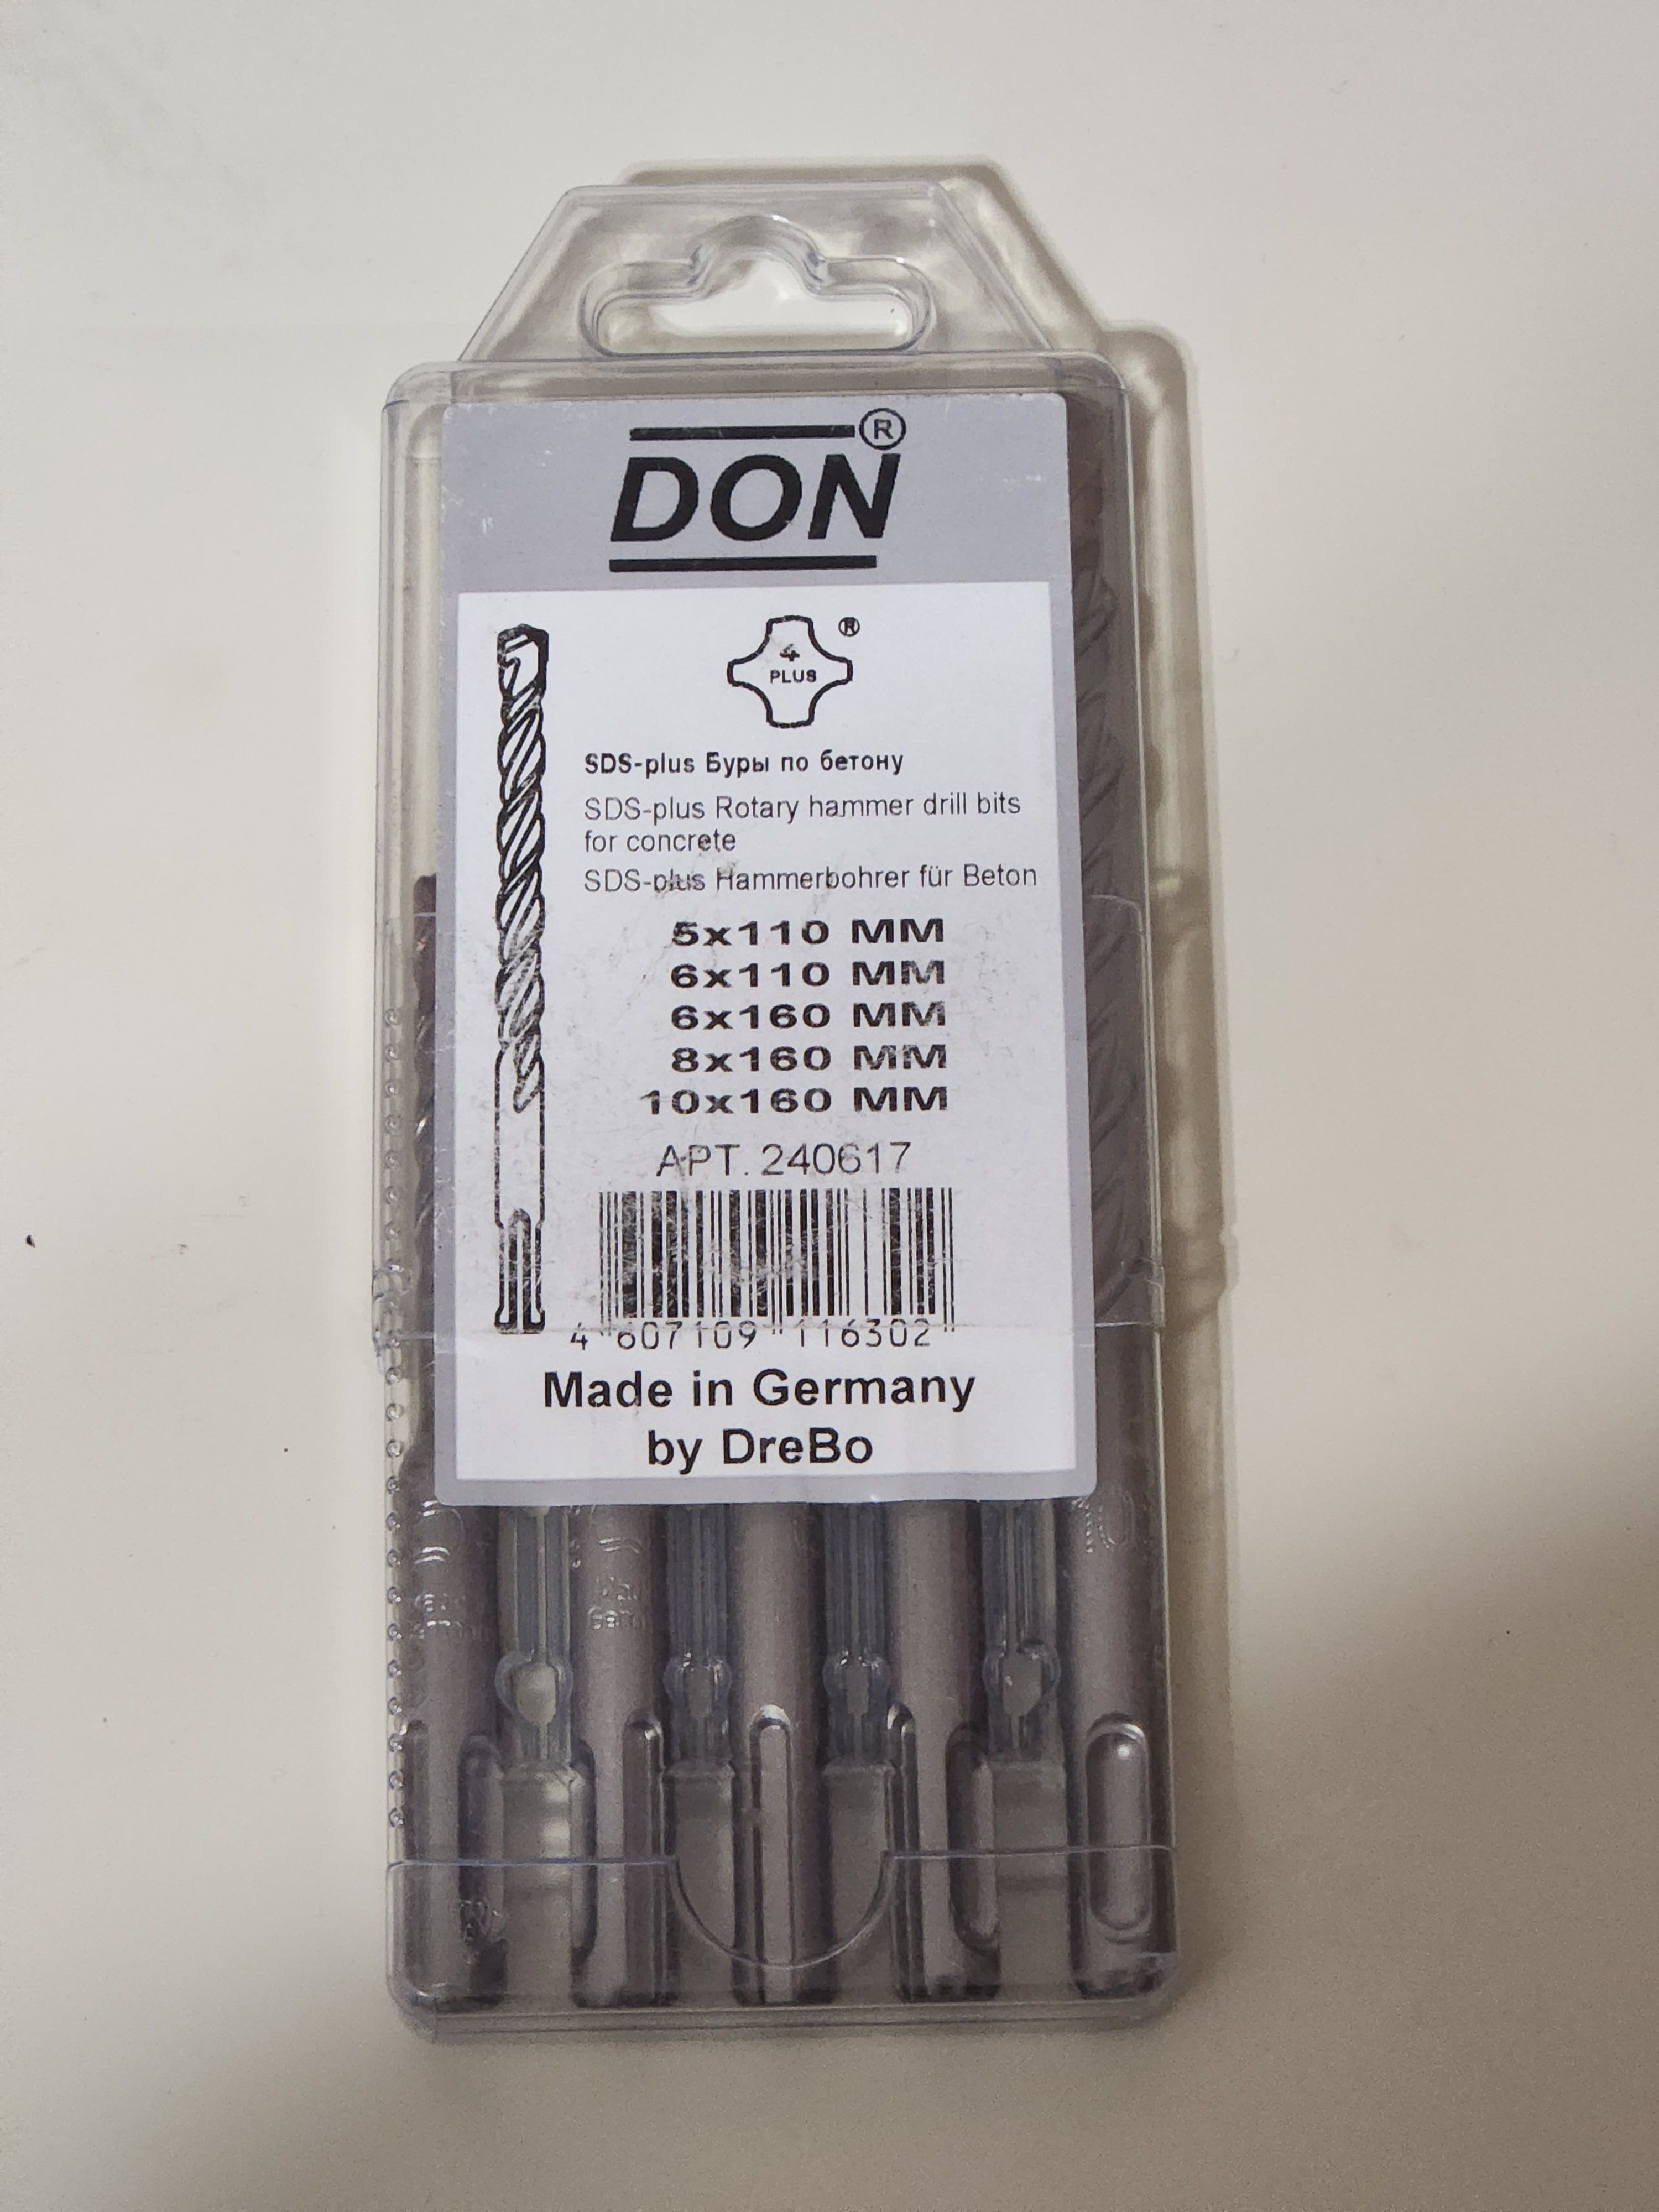 DON®
4
PLUS
®
SDS-plus Буры по бетону
SDS-plus Rotary hammer drill bits
for concrete
SDS-plus Hammerbohrer für Beton
5x110 MM
6x110 MM
6x160 MM
8x160 MM
10x160 MM
АРТ. 240617
4 607109 116302
Made in Germany
by DreBo
10